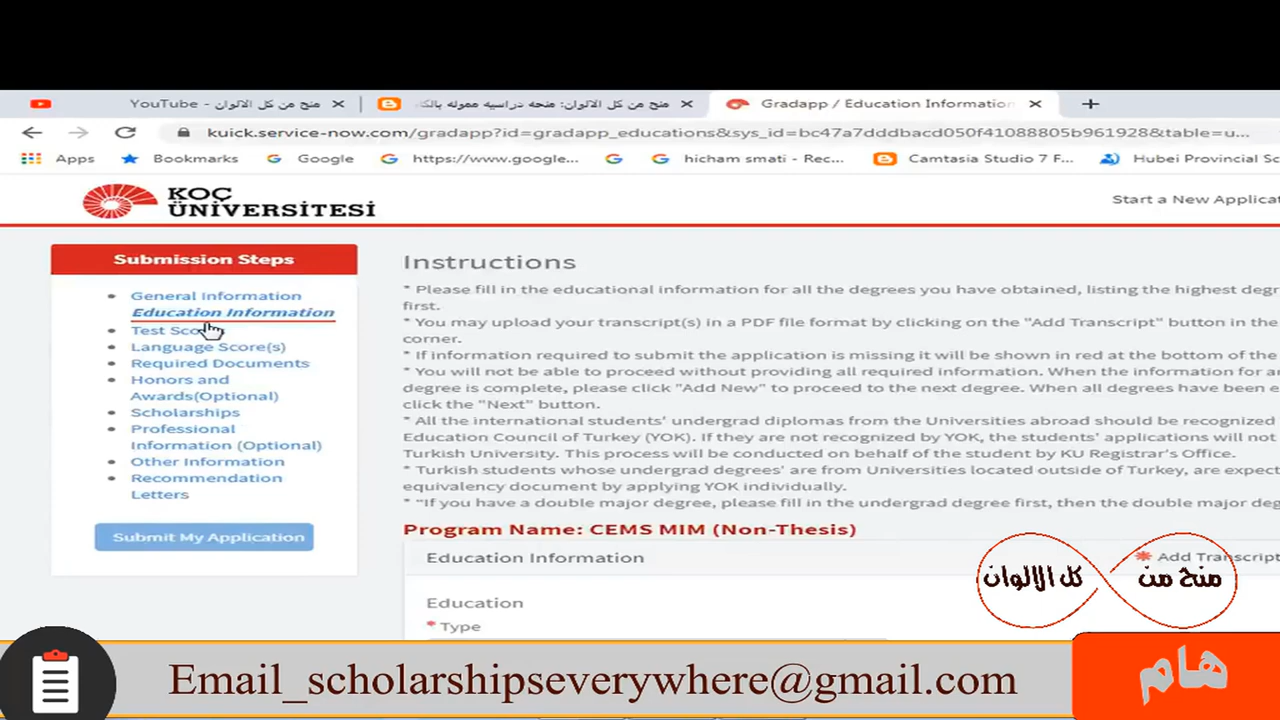 YouTube - منح من كل الالوان
منح من كل الالوان: منحه دراسيه مموله بالكا
Gradapp / Education Information
kuick.service-now.com/gradapp?id=gradapp_educations&sys_id=bc47a7dddbacd050f41088805b961928&table=u...
Apps Bookmarks Google https://www.google... hicham smati - Rec... Camtasia Studio 7 F... Hubei Provincial Sc
KOÇ
ÜNİVERSİTESİ
Start a New Applica
Submission Steps
General Information
Education Information
Test Sco
Language Score(s)
Required Documents
Honors and
Awards(Optional)
Scholarships
Professional
Information (Optional)
Other Information
Recommendation
Letters
Submit My Application
Instructions
* Please fill in the educational information for all the degrees you have obtained, listing the highest degr
first.
* You may upload your transcript(s) in a PDF file format by clicking on the "Add Transcript" button in the
corner.
* If information required to submit the application is missing it will be shown in red at the bottom of the
* You will not be able to proceed without providing all required information. When the information for an
degree is complete, please click "Add New" to proceed to the next degree. When all degrees have been e
click the "Next" button.
* All the international students' undergrad diplomas from the Universities abroad should be recognized
Education Council of Turkey (YOK). If they are not recognized by YOK, the students' applications will not
Turkish University. This process will be conducted on behalf of the student by KU Registrar's Office.
* Turkish students whose undergrad degrees' are from Universities located outside of Turkey, are expect
equivalency document by applying YOK individually.
* "If you have a double major degree, please fill in the undergrad degree first, then the double major deg
Program Name: CEMS MIM (Non-Thesis)
Education Information
* Add Transcript
Education
* Type
منح من كل الالوان
Email_scholarshipseverywhere@gmail.com
هام